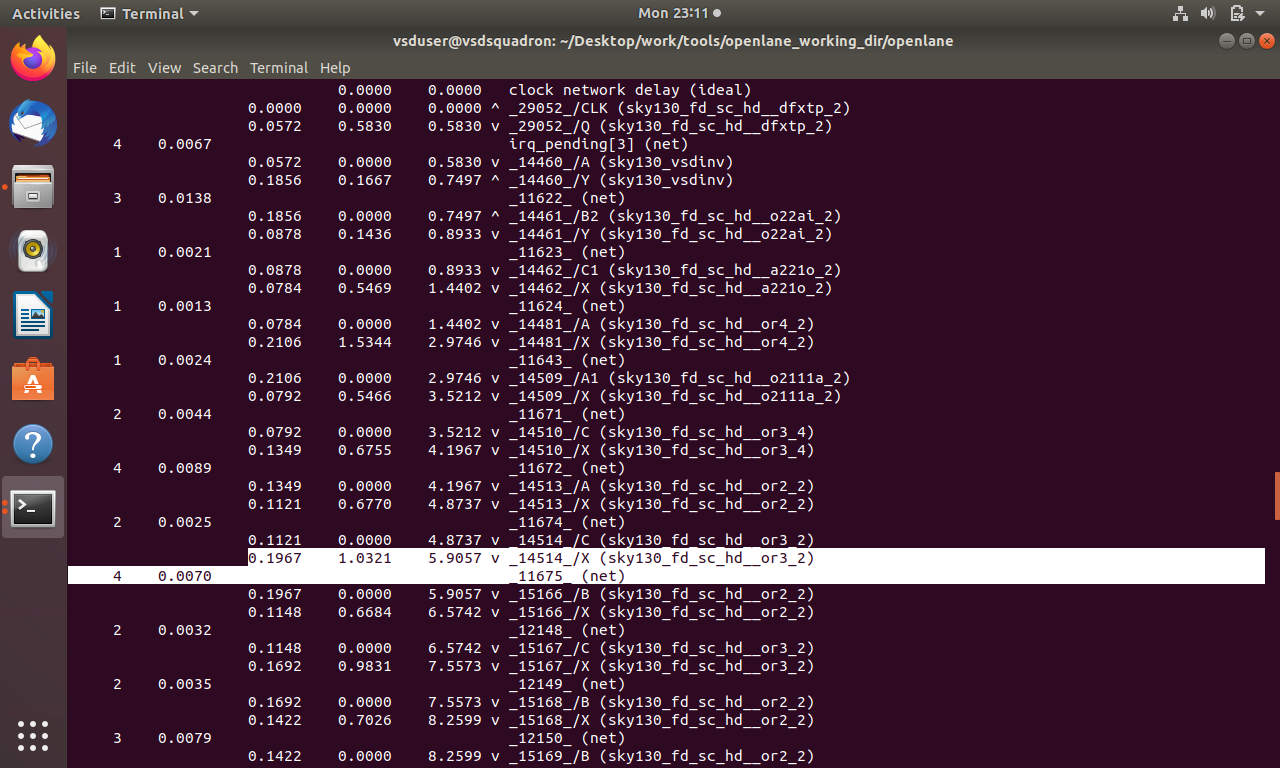 Activities Terminal Mon 23:11
vsduser@vsdsquadron: ~/Desktop/work/tools/openlane_working_dir/openlane
File Edit View Search Terminal Help
0.0000 0.0000 clock network delay (ideal)
0.0000 0.0000 0.0000 ^ _29052_/CLK (sky130_fd_sc_hd__dfxtp_2)
0.0572 0.5830 0.5830 v _29052_/Q (sky130_fd_sc_hd__dfxtp_2)
4 0.0067 irq_pending[3] (net)
0.0572 0.0000 0.5830 v _14460_/A (sky130_vsdinv)
0.1856 0.1667 0.7497 ^ _14460_/Y (sky130_vsdinv)
3 0.0138 _11622_ (net)
0.1856 0.0000 0.7497 ^ _14461_/B2 (sky130_fd_sc_hd__o22ai_2)
0.0878 0.1436 0.8933 v _14461_/Y (sky130_fd_sc_hd__o22ai_2)
1 0.0021 _11623_ (net)
0.0878 0.0000 0.8933 v _14462_/C1 (sky130_fd_sc_hd__a221o_2)
0.0784 0.5469 1.4402 v _14462_/X (sky130_fd_sc_hd__a221o_2)
1 0.0013 _11624_ (net)
0.0784 0.0000 1.4402 v _14481_/A (sky130_fd_sc_hd__or4_2)
0.2106 1.5344 2.9746 v _14481_/X (sky130_fd_sc_hd__or4_2)
1 0.0024 _11643_ (net)
0.2106 0.0000 2.9746 v _14509_/A1 (sky130_fd_sc_hd__o2111a_2)
0.0792 0.5466 3.5212 v _14509_/X (sky130_fd_sc_hd__o2111a_2)
2 0.0044 _11671_ (net)
0.0792 0.0000 3.5212 v _14510_/C (sky130_fd_sc_hd__or3_4)
0.1349 0.6755 4.1967 v _14510_/X (sky130_fd_sc_hd__or3_4)
4 0.0089 _11672_ (net)
0.1349 0.0000 4.1967 v _14513_/A (sky130_fd_sc_hd__or2_2)
0.1121 0.6770 4.8737 v _14513_/X (sky130_fd_sc_hd__or2_2)
2 0.0025 _11674_ (net)
0.1121 0.0000 4.8737 v _14514_/C (sky130_fd_sc_hd__or3_2)
0.1967 1.0321 5.9057 v _14514_/X (sky130_fd_sc_hd__or3_2)
4 0.0070 _11675_ (net)
0.1967 0.0000 5.9057 v _15166_/B (sky130_fd_sc_hd__or2_2)
0.1148 0.6684 6.5742 v _15166_/X (sky130_fd_sc_hd__or2_2)
2 0.0032 _12148_ (net)
0.1148 0.0000 6.5742 v _15167_/C (sky130_fd_sc_hd__or3_2)
0.1692 0.9831 7.5573 v _15167_/X (sky130_fd_sc_hd__or3_2)
2 0.0035 _12149_ (net)
0.1692 0.0000 7.5573 v _15168_/B (sky130_fd_sc_hd__or2_2)
0.1422 0.7026 8.2599 v _15168_/X (sky130_fd_sc_hd__or2_2)
3 0.0079 _12150_ (net)
0.1422 0.0000 8.2599 v _15169_/B (sky130_fd_sc_hd__or2_2)